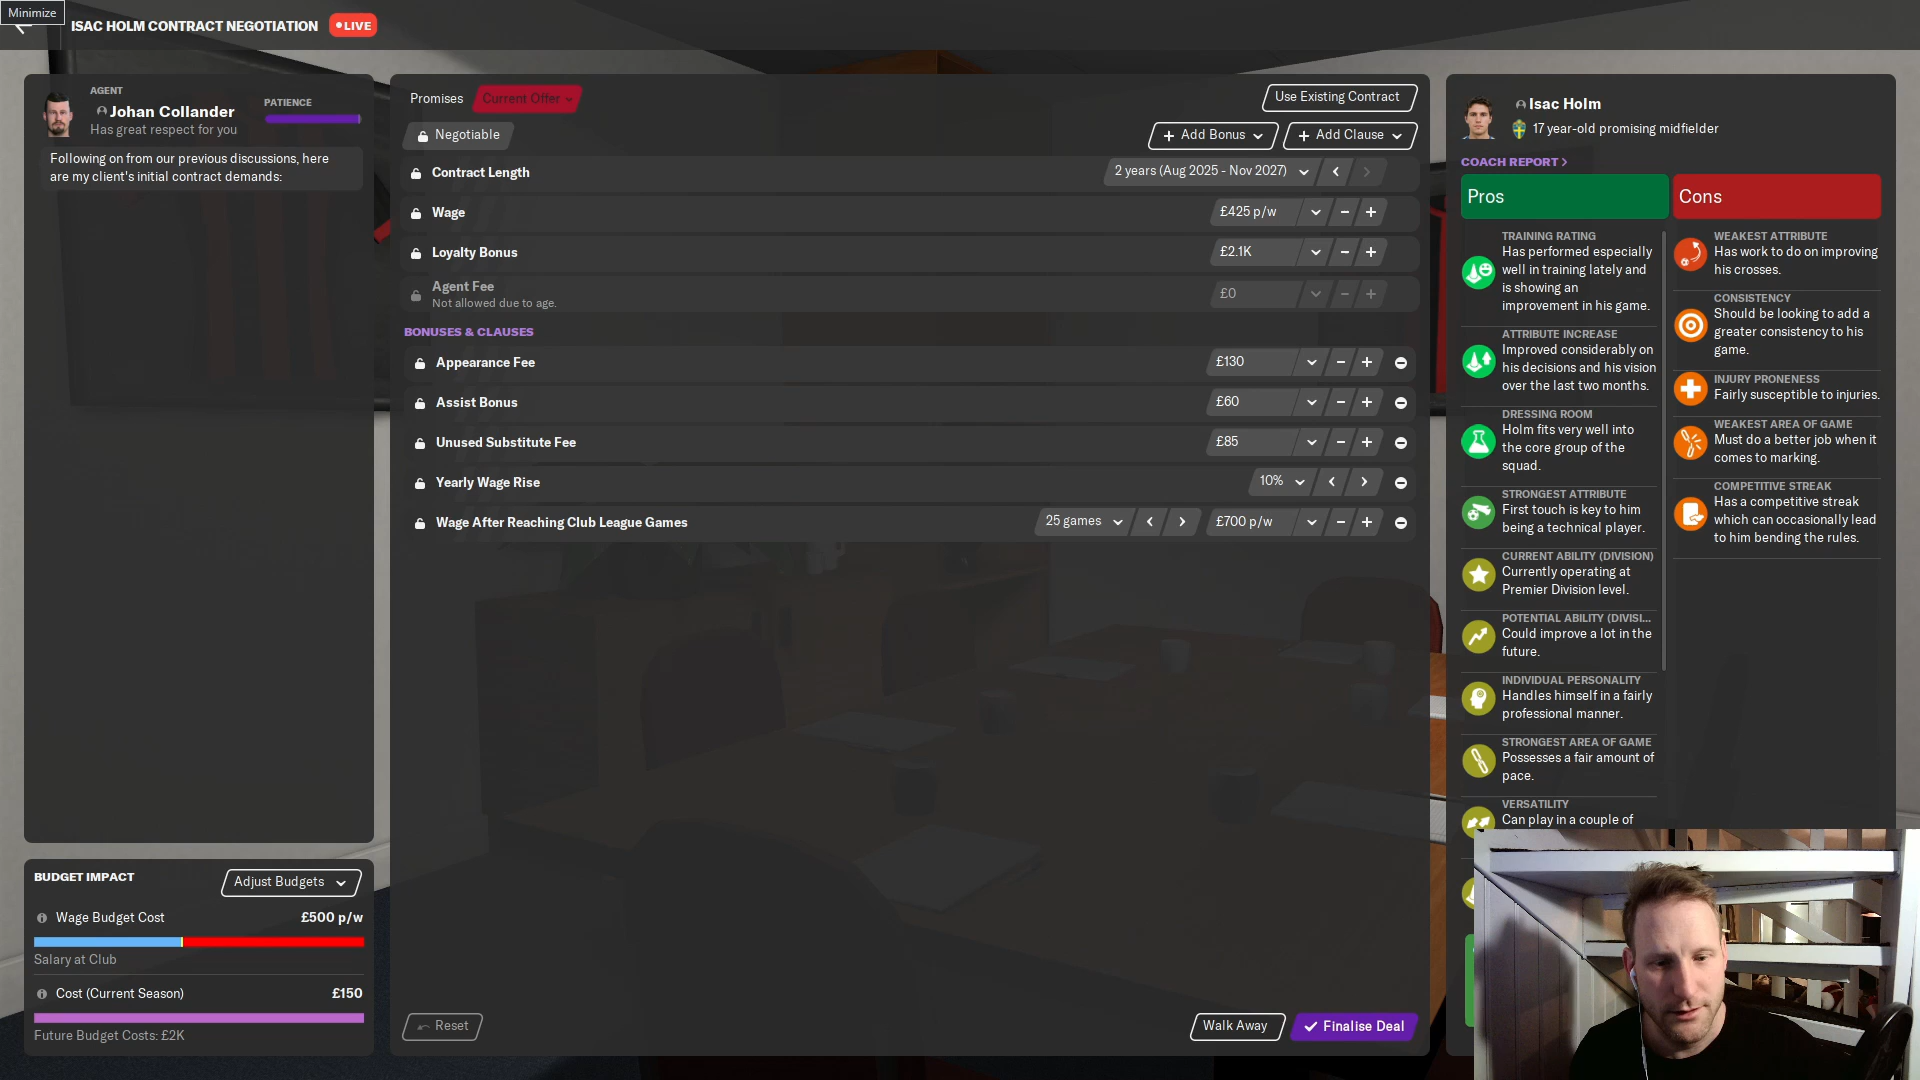 Minimize
ISAC HOLM CONTRACT NEGOTIATION
LIVE
AGENT
Johan Collander
Has great respect for you
PATIENCE
Following on from our previous discussions, here
are my client's initial contract demands:
BUDGET IMPACT
Adjust Budgets
Wage Budget Cost
£500 p/w
Salary at Club
Cost (Current Season)
£150
Future Budget Costs: £2K
Promises
Current Offer
Use Existing Contract
Negotiable
Add Bonus
Add Clause
Contract Length
2 years (Aug 2025 - Nov 2027)
Wage
£425 p/w
Loyalty Bonus
£2.1K
Agent Fee
Not allowed due to age.
£0
BONUSES & CLAUSES
Appearance Fee
£130
Assist Bonus
£60
Unused Substitute Fee
£85
Yearly Wage Rise
10%
Wage After Reaching Club League Games
25 games
£700 p/w
Reset
Walk Away
Finalise Deal
Isac Holm
17 year-old promising midfielder
COACH REPORT >
Pros
TRAINING RATING
Has performed especially
well in training lately and
is showing an
improvement in his game.
ATTRIBUTE INCREASE
Improved considerably on
his decisions and his vision
over the last two months.
DRESSING ROOM
Holm fits very well into
the core group of the
squad.
STRONGEST ATTRIBUTE
First touch is key to him
being a technical player.
CURRENT ABILITY (DIVISION)
Currently operating at
Premier Division level.
POTENTIAL ABILITY (DIVISI...
Could improve a lot in the
future.
INDIVIDUAL PERSONALITY
Handles himself in a fairly
professional manner.
STRONGEST AREA OF GAME
Possesses a fair amount of
pace.
VERSATILITY
Can play in a couple of
Cons
WEAKEST ATTRIBUTE
Has work to do on improving
his crosses.
CONSISTENCY
Should be looking to add a
greater consistency to his
game.
INJURY PRONENESS
Fairly susceptible to injuries.
WEAKEST AREA OF GAME
Must do a better job when it
comes to marking.
COMPETITIVE STREAK
Has a competitive streak
which can occasionally lead
to him bending the rules.